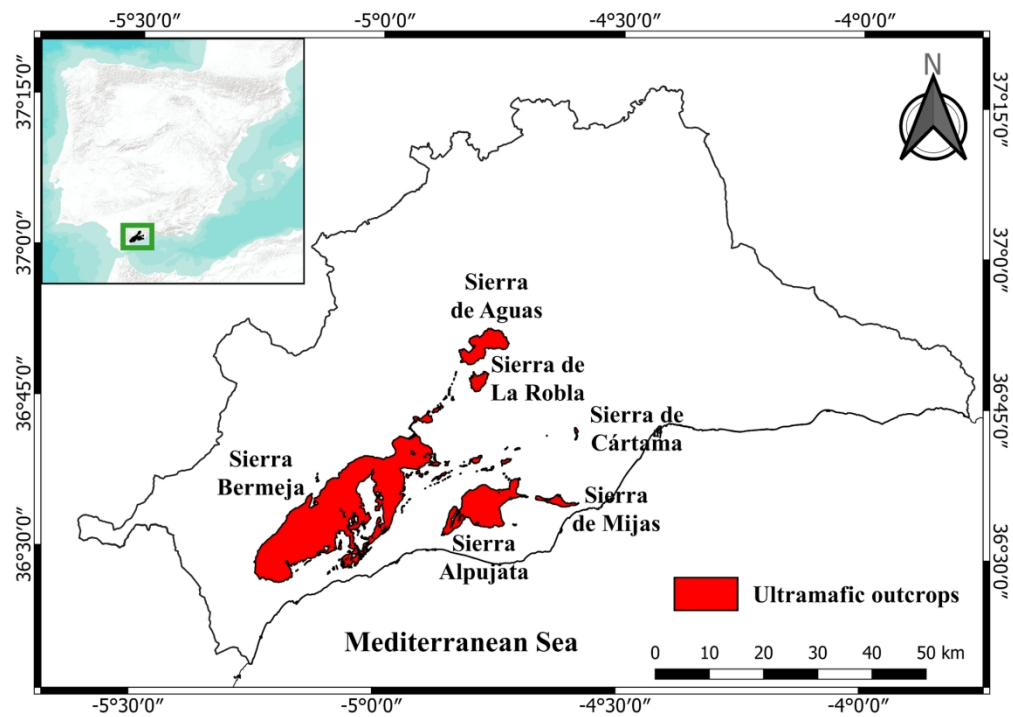 -5°30'0" -5°0'0" -4°30'0" -4°0'0"
N
37°15'0"
37°15'0"
37°0'0"
37°0'0"
Sierra
de Aguas
Sierra de
La Robla
36°45'0"
36°45'0"
Sierra de
Cártama
Sierra
Bermeja
Sierra
de Mijas
36°30'0"
36°30'0"
Sierra
Alpujata
Ultramafic outcrops
Mediterranean Sea
0 10 20 30 40 50 km
-5°30'0" -5°0'0" -4°30'0" -4°0'0"